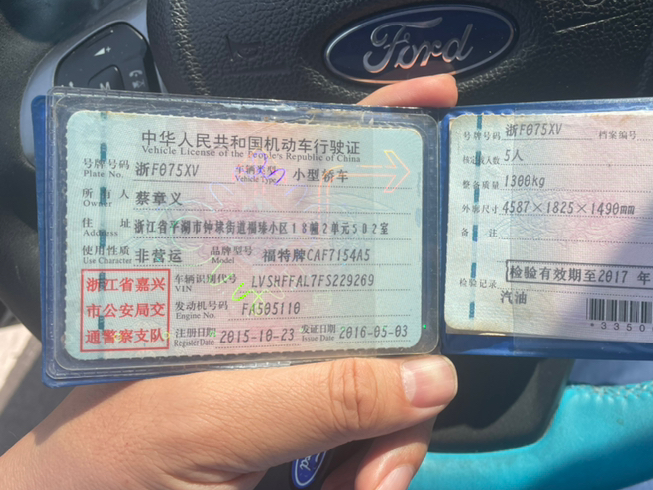 Ford
中华人民共和国机动车行驶证
Vehicle License of the People's Republic of China
号牌号码 浙F075XV 车辆类型 小型轿车
Plate No. Vehicle Type
所有人 蔡章义
Owner
住址 浙江省平湖市钟埭街道福臻小区18幢2单元502室
Address
使用性质 非营运 品牌型号 福特牌CAF7154A5
Use Character Model
浙江省嘉兴
市公安局交
通警察支队
车辆识别代号 LVSHFFAL7FS229269
VIN
发动机号码 FA505110
Engine No.
注册日期 2015-10-23 发证日期 2016-05-03
Register Date Issue Date
号牌号码 浙F075XV 档案编号
核定载人数 5人
整备质量 1300kg
外廓尺寸 4587×1825×1490mm
备注
检验记录 检验有效期至2017 年
汽油
*3350